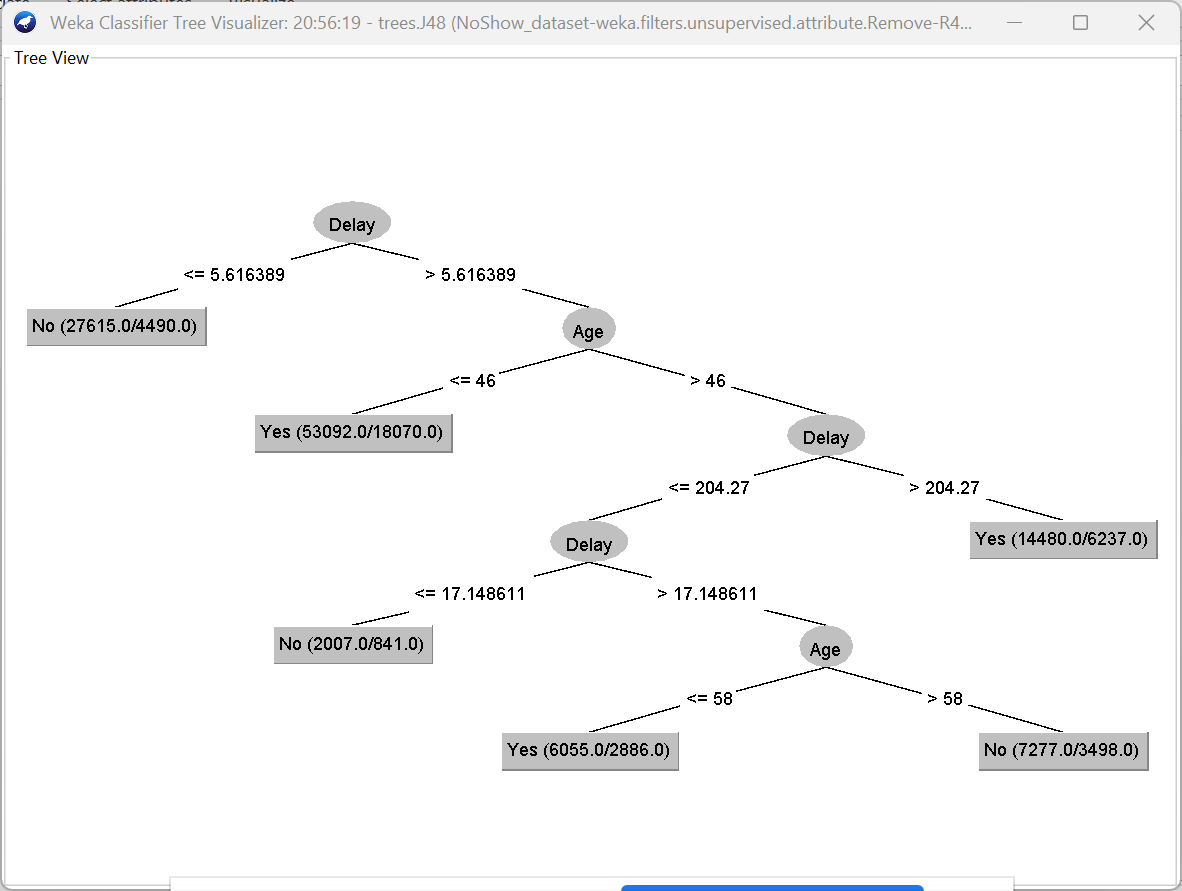 Weka Classifier Tree Visualizer: 20:56:19 - trees.J48 (NoShow_dataset-weka.filters.unsupervised.attribute.Remove-R4...
Tree View
Delay
<= 5.616389
> 5.616389
No (27615.0/4490.0)
Age
<= 46
> 46
Yes (53092.0/18070.0)
Delay
<= 204.27
> 204.27
Delay
Yes (14480.0/6237.0)
<= 17.148611
> 17.148611
No (2007.0/841.0)
Age
<= 58
> 58
Yes (6055.0/2886.0)
No (7277.0/3498.0)